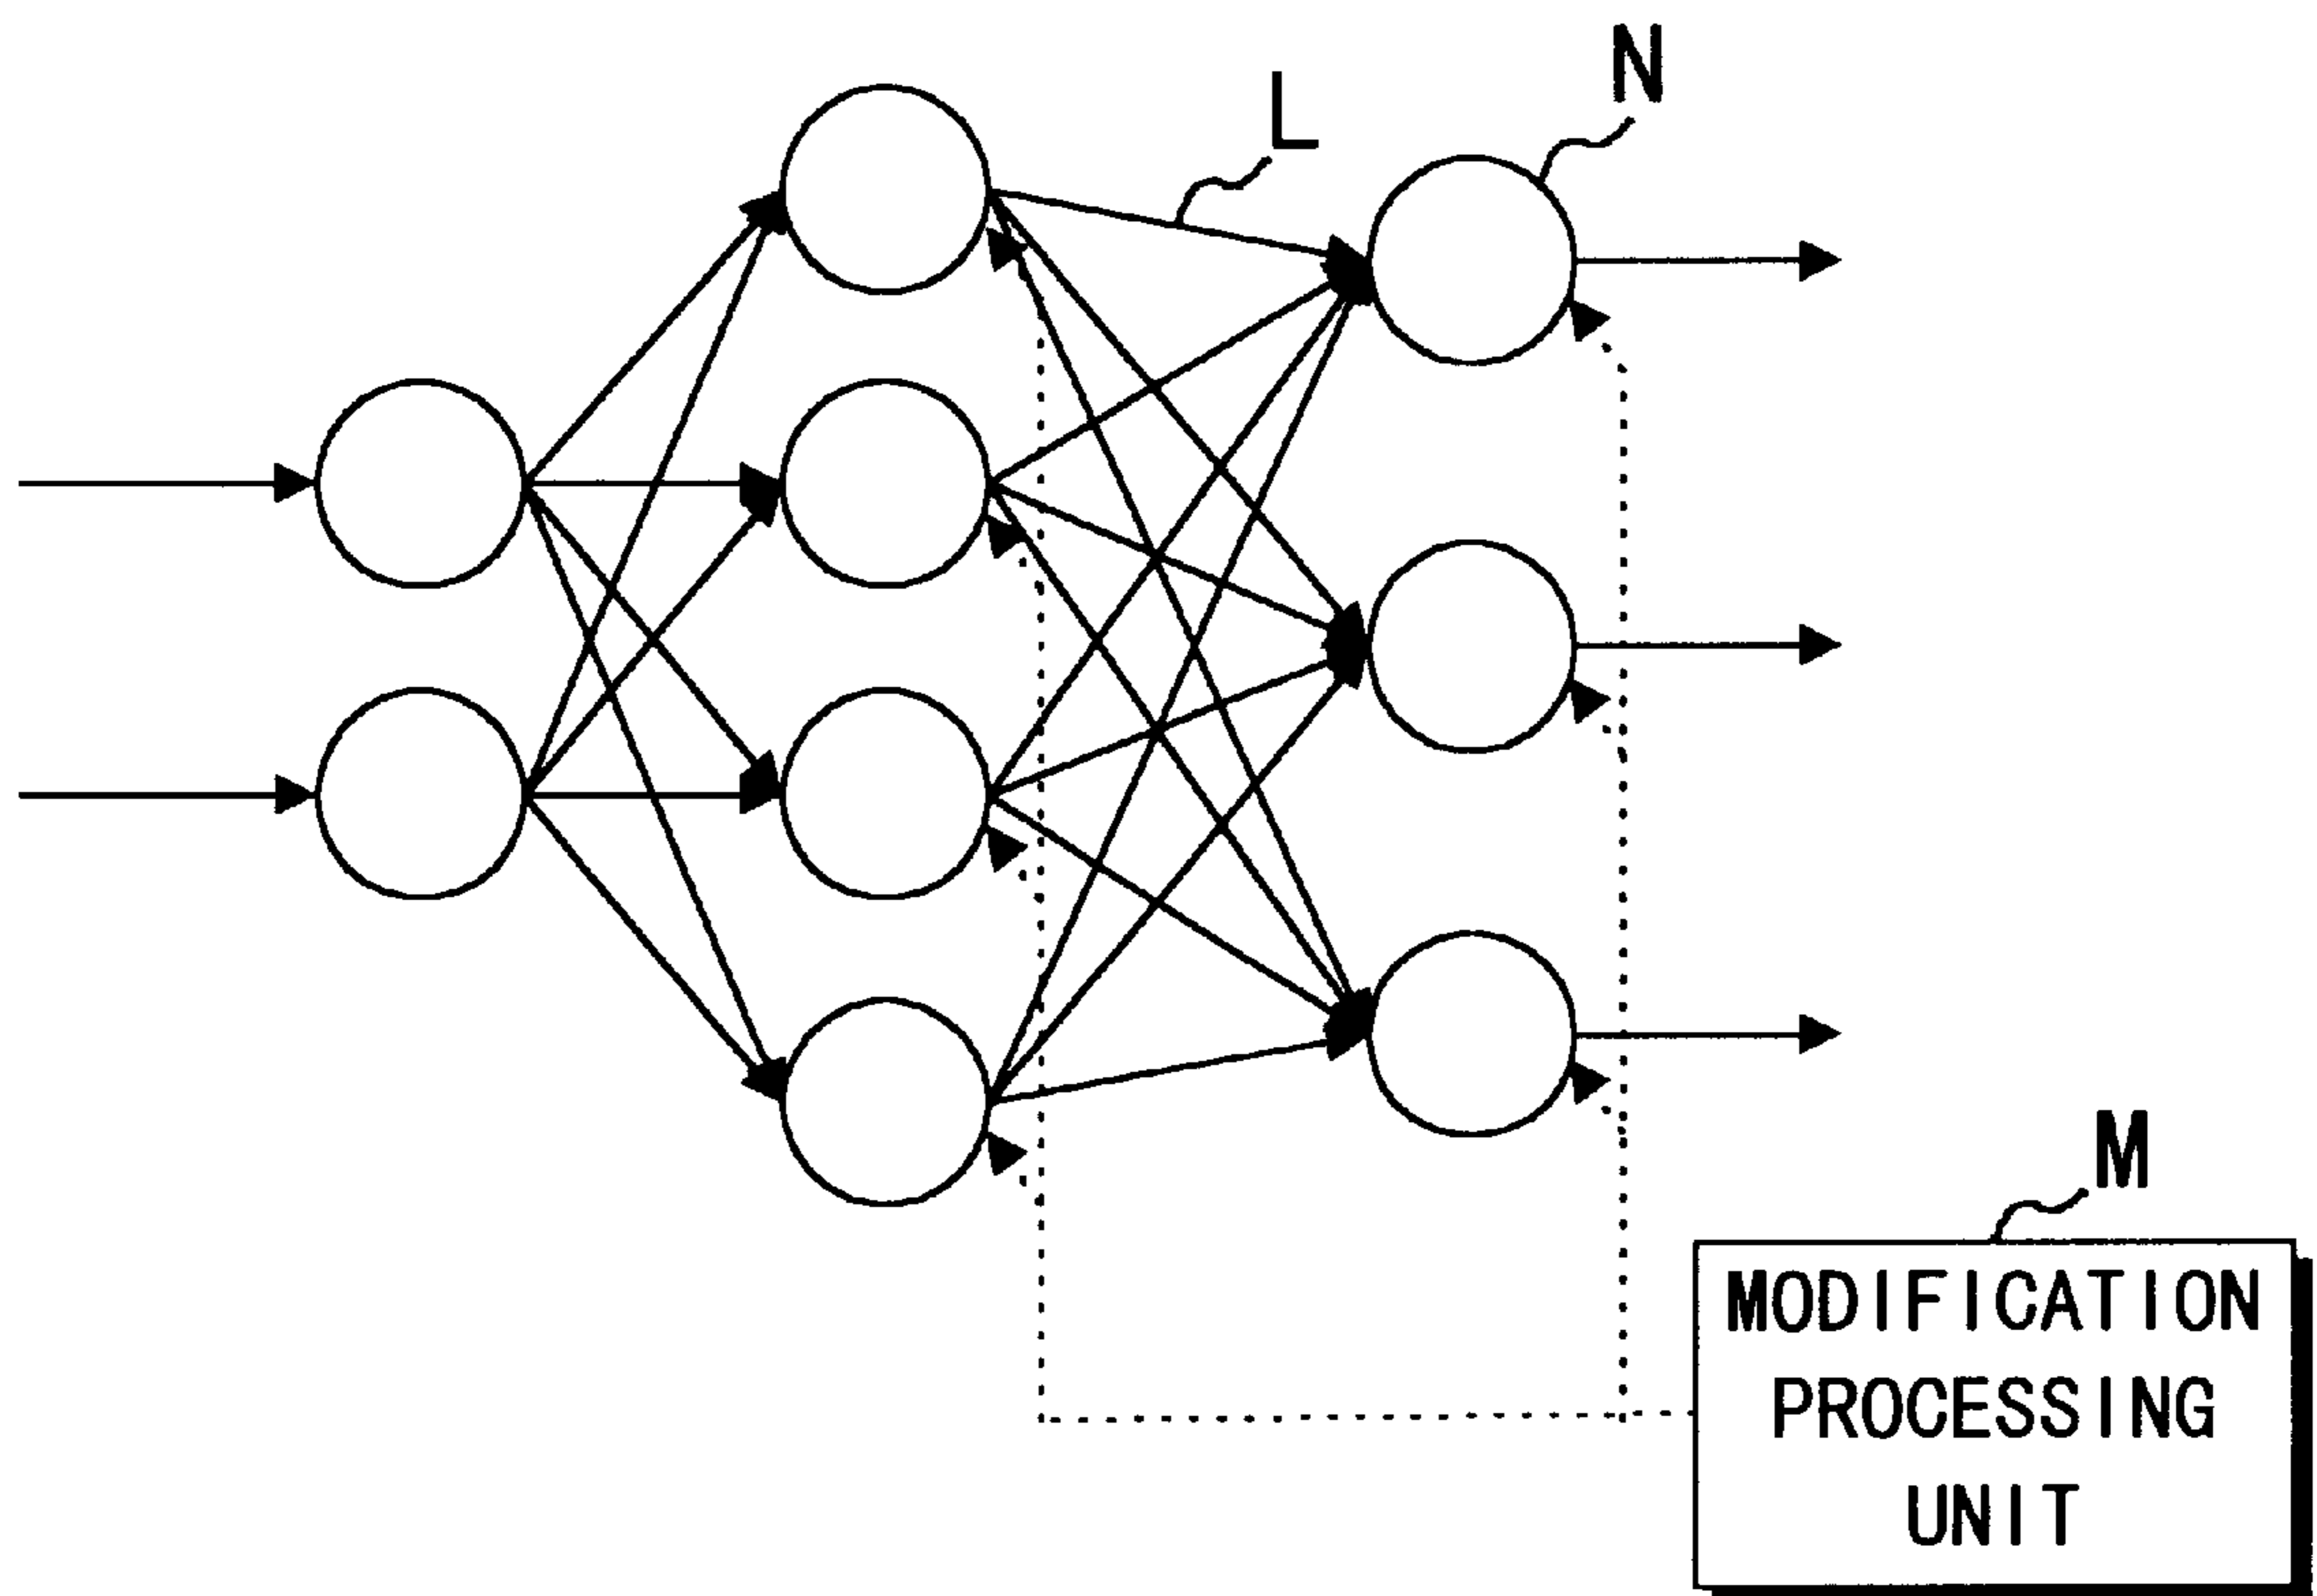 N
L
M
MODIFICATION
PROCESSING
UNIT